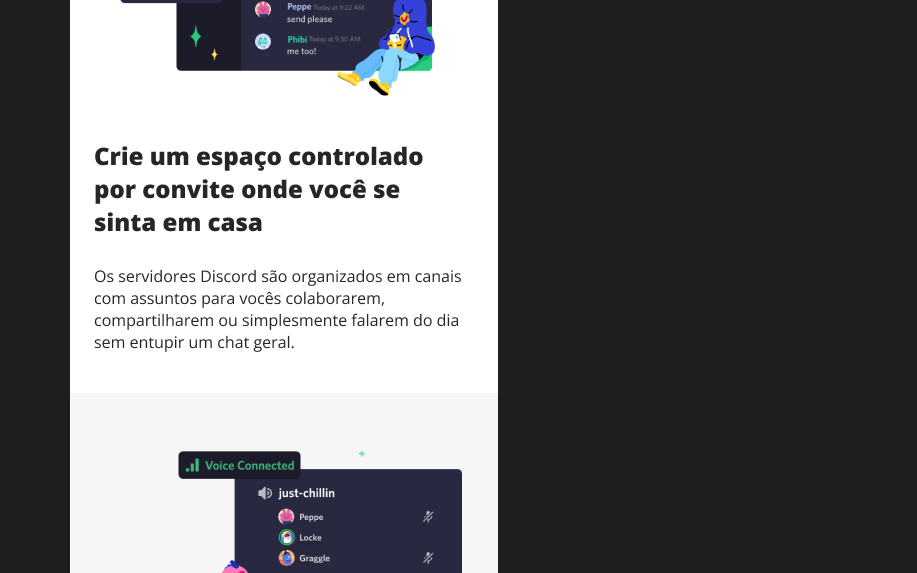 Peppe Today at 9:22 AM
send please
Phibi Today at 9:30 AM
me too!
Crie um espaço controlado
por convite onde você se
sinta em casa
Os servidores Discord são organizados em canais
com assuntos para vocês colaborarem,
compartilharem ou simplesmente falarem do dia
sem entupir um chat geral.
Voice Connected
just-chillin
Peppe
Locke
Graggle